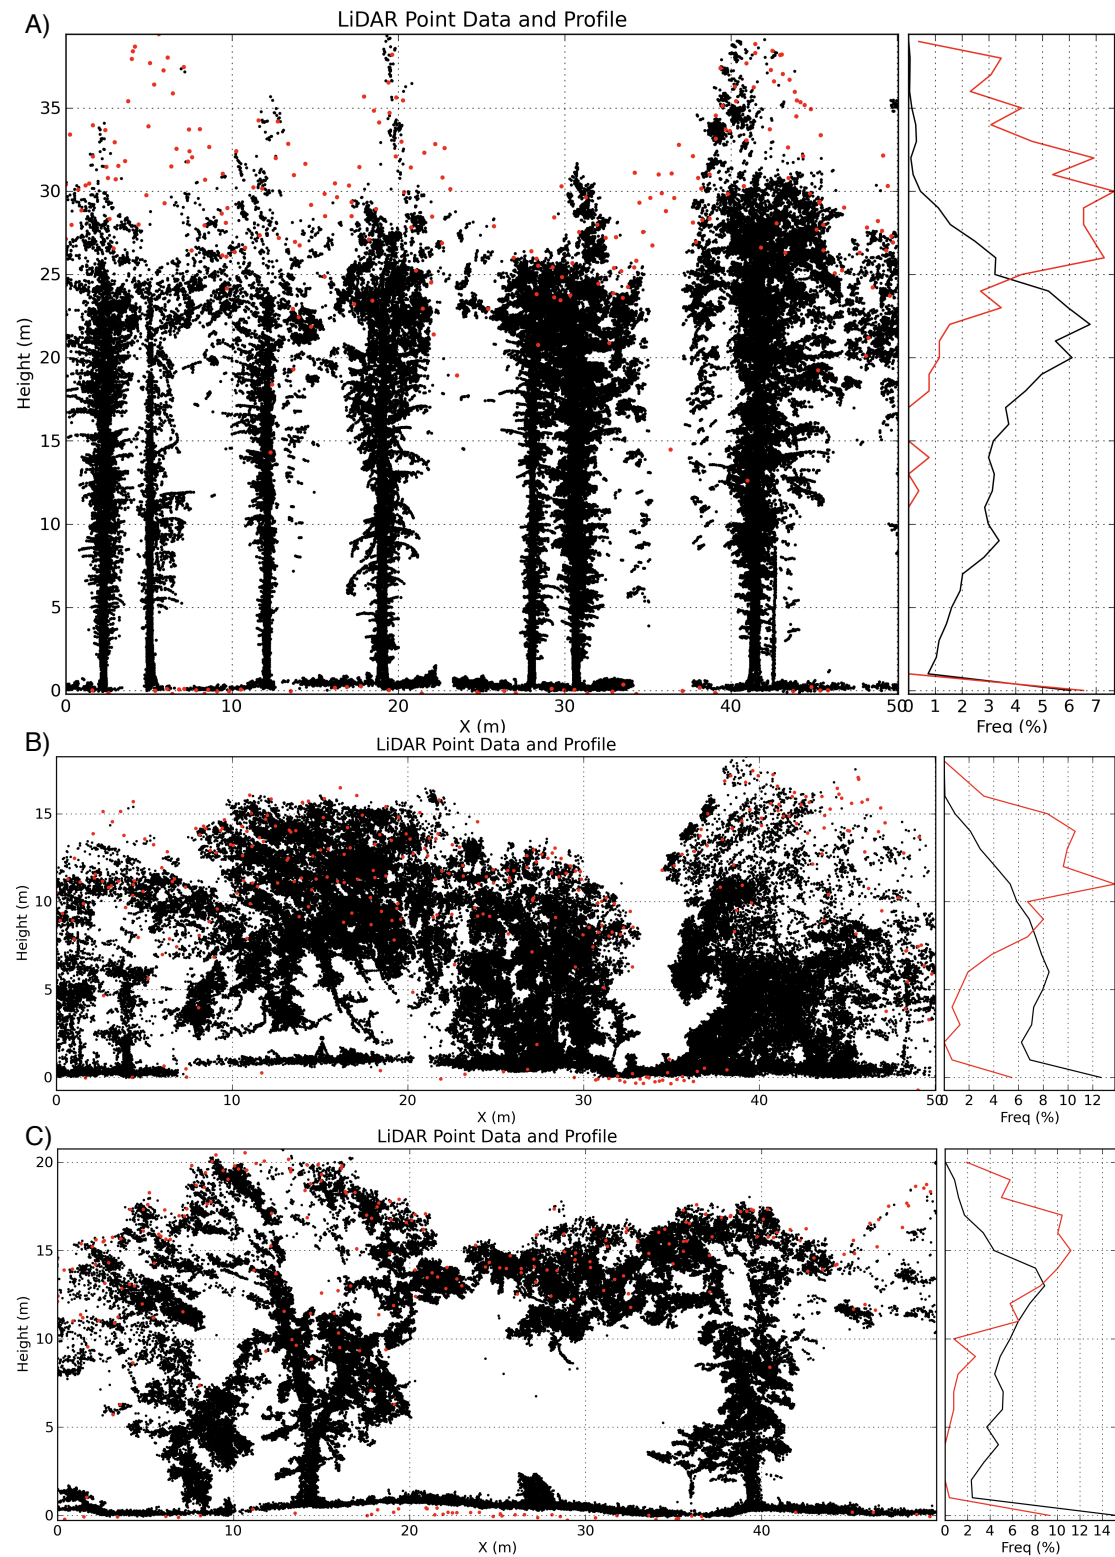 A)
LiDAR Point Data and Profile
Height (m)
35
30
25
20
15
10
5
0
0 10 20 30 40 50
X (m)
0 1 2 3 4 5 6 7
Freq (%)
B)
LiDAR Point Data and Profile
Height (m)
15
10
5
0
0 10 20 30 40 50
X (m)
0 2 4 6 8 10 12
Freq (%)
C)
LiDAR Point Data and Profile
Height (m)
20
15
10
5
0
0 10 20 30 40
X (m)
0 2 4 6 8 10 12 14
Freq (%)